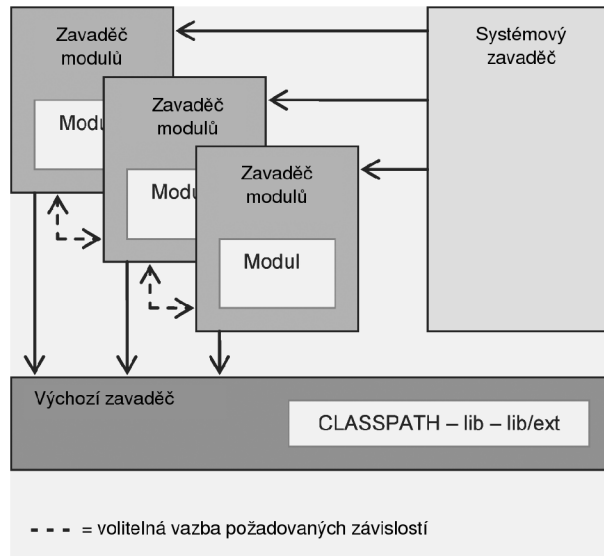 Zavaděč
modulů
Modu
Zavaděč
modulů
Modu
Zavaděč
modulů
Modul
Systémový
zavaděč
Výchozí zavaděč
CLASSPATH – lib – lib/ext
= volitelná vazba požadovaných závislostí